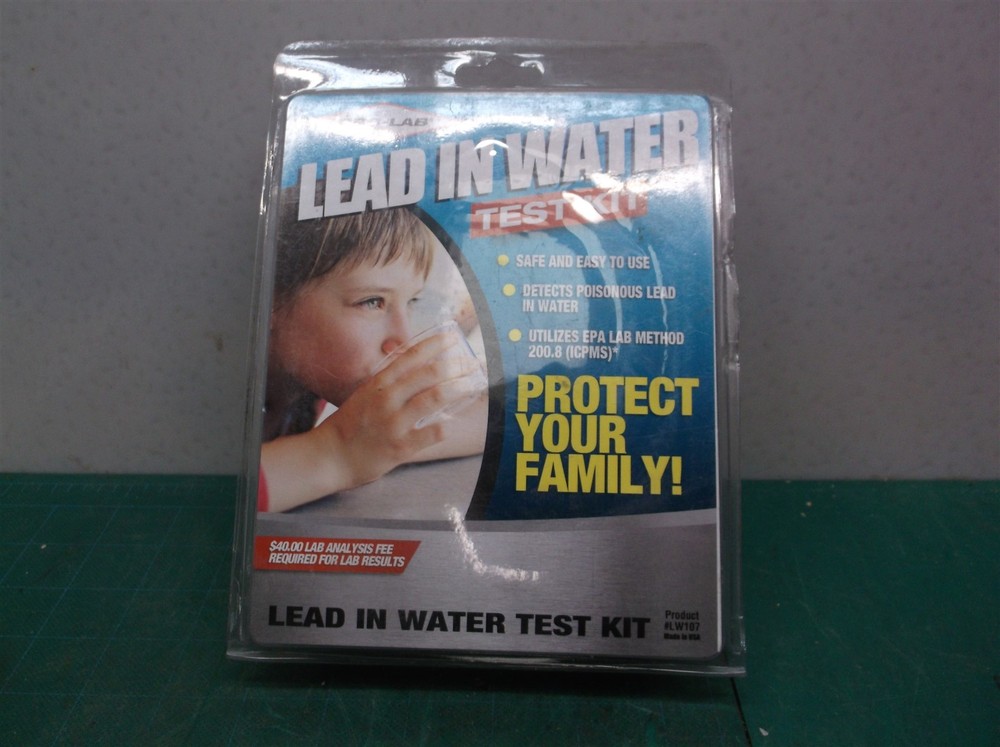 PRO-LAB
LEAD IN WATER
TEST KIT
SAFE AND EASY TO USE
DETECTS POISONOUS LEAD
IN WATER
UTILIZES EPA LAB METHOD
200.8 (ICPMS)*
PROTECT
YOUR
FAMILY!
$40.00 LAB ANALYSIS FEE
REQUIRED FOR LAB RESULTS
LEAD IN WATER TEST KIT
Product
#LW107
Made in USA